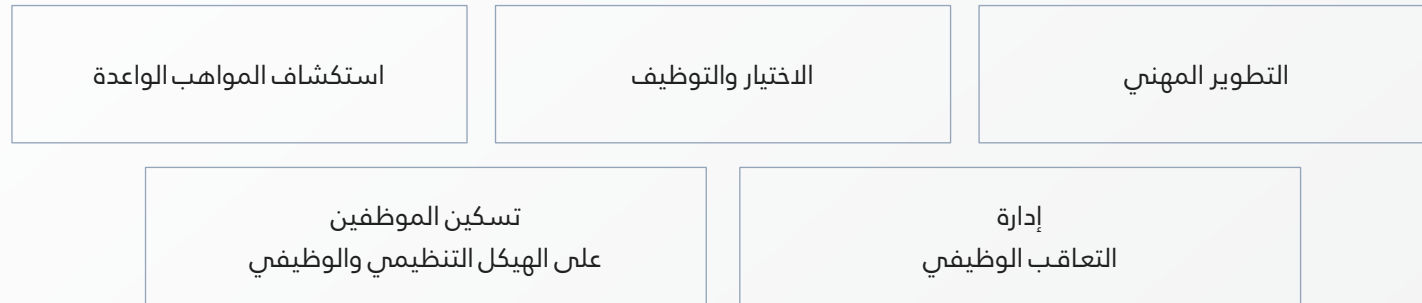 التطوير المهني
الاختيار والتوظيف
استكشاف المواهب الواعدة
إدارة
التعاقب الوظيفي
تسكين الموظفين
على الهيكل التنظيمي والوظيفي